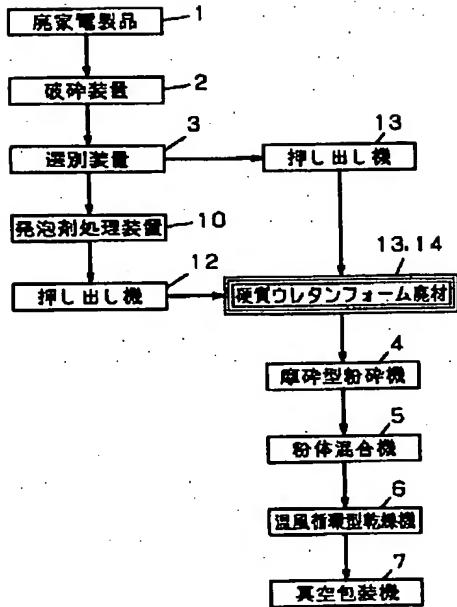 廃家電製品
1
破砕装置
2
選別装置
3
押し出し機
13
発泡剤処理装置
10
押し出し機
12
硬質ウレタンフォーム廃材
13.14
摩砕型粉砕機
4
粉体混合機
5
温風循環型乾燥機
6
真空包装機
7